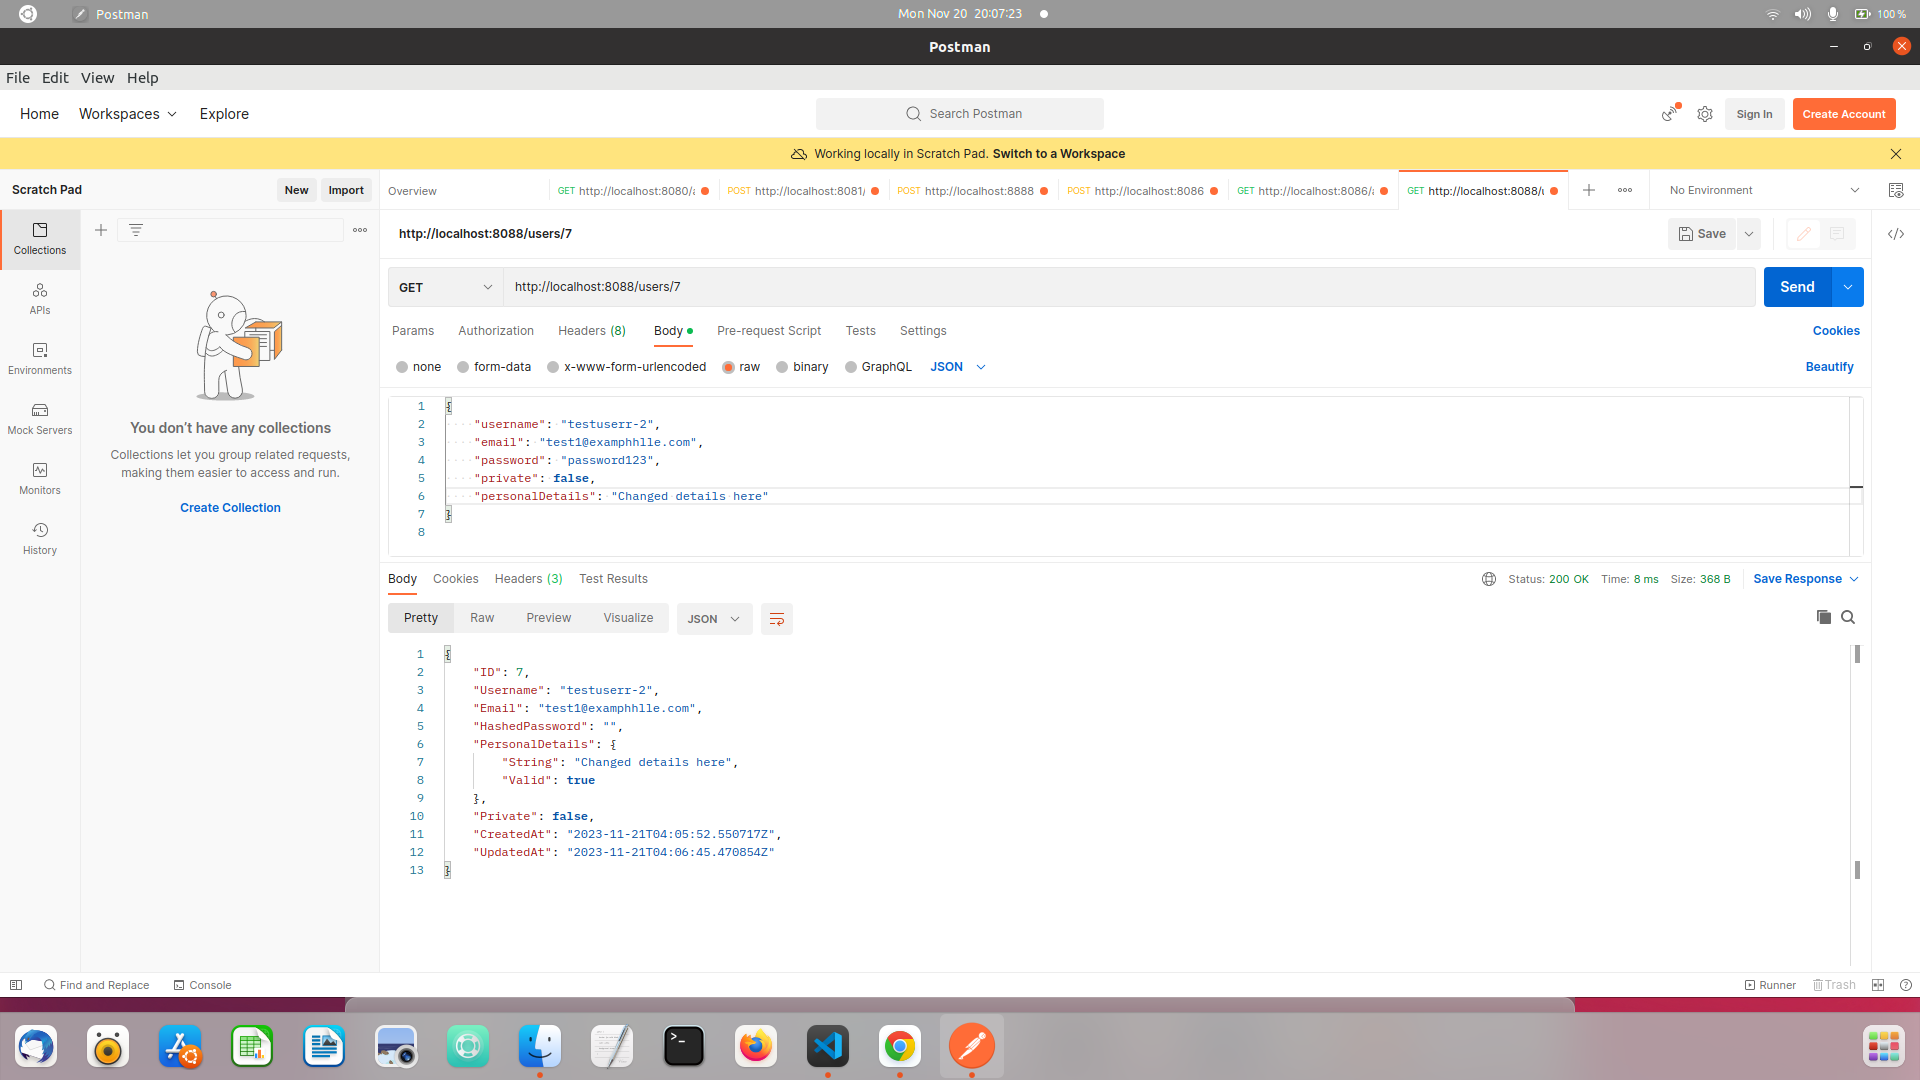 Postman
Mon Nov 20 20:07:23
100 %
Postman
File Edit View Help
Home Workspaces Explore
Search Postman
Sign In
Create Account
Working locally in Scratch Pad. Switch to a Workspace
Scratch Pad
New
Import
Overview
GET http://localhost:8080/
POST http://localhost:8081/
POST http://localhost:8888
POST http://localhost:8086
GET http://localhost:8086/
GET http://localhost:8088/
No Environment
Collections
APIs
Environments
Mock Servers
Monitors
History
You don't have any collections
Collections let you group related requests,
making them easier to access and run.
Create Collection
http://localhost:8088/users/7
Save
GET
http://localhost:8088/users/7
Send
Params Authorization Headers (8) Body Pre-request Script Tests Settings
Cookies
none form-data x-www-form-urlencoded raw binary GraphQL JSON
Beautify
1 {
2 "username": "testuserr-2",
3 "email": "test1@examphhlle.com",
4 "password": "password123",
5 "private": false,
6 "personalDetails": "Changed details here"
7 }
8
Body Cookies Headers (3) Test Results
Status: 200 OK Time: 8 ms Size: 368 B
Save Response
Pretty Raw Preview Visualize
JSON
1 {
2 "ID": 7,
3 "Username": "testuserr-2",
4 "Email": "test1@examphhlle.com",
5 "HashedPassword": "",
6 "PersonalDetails": {
7 "String": "Changed details here",
8 "Valid": true
9 },
10 "Private": false,
11 "CreatedAt": "2023-11-21T04:05:52.550717Z",
12 "UpdatedAt": "2023-11-21T04:06:45.470854Z"
13 }
Find and Replace
Console
Runner
Trash